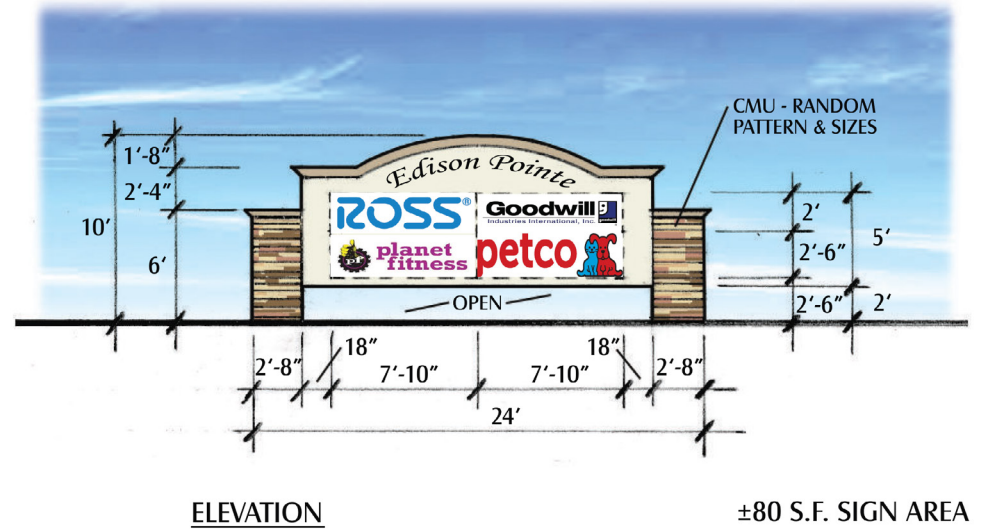 CMU - RANDOM
PATTERN & SIZES
1'-8"
2'-4"
10'
6'
Edison Pointe
ROSS®
Goodwill
Industries International, Inc.
planet
fitness
petco
OPEN
2'
2'-6"
5'
2'-6"
2'
2'-8"
18"
7'-10"
7'-10"
18"
2'-8"
24'
ELEVATION
±80 S.F. SIGN AREA